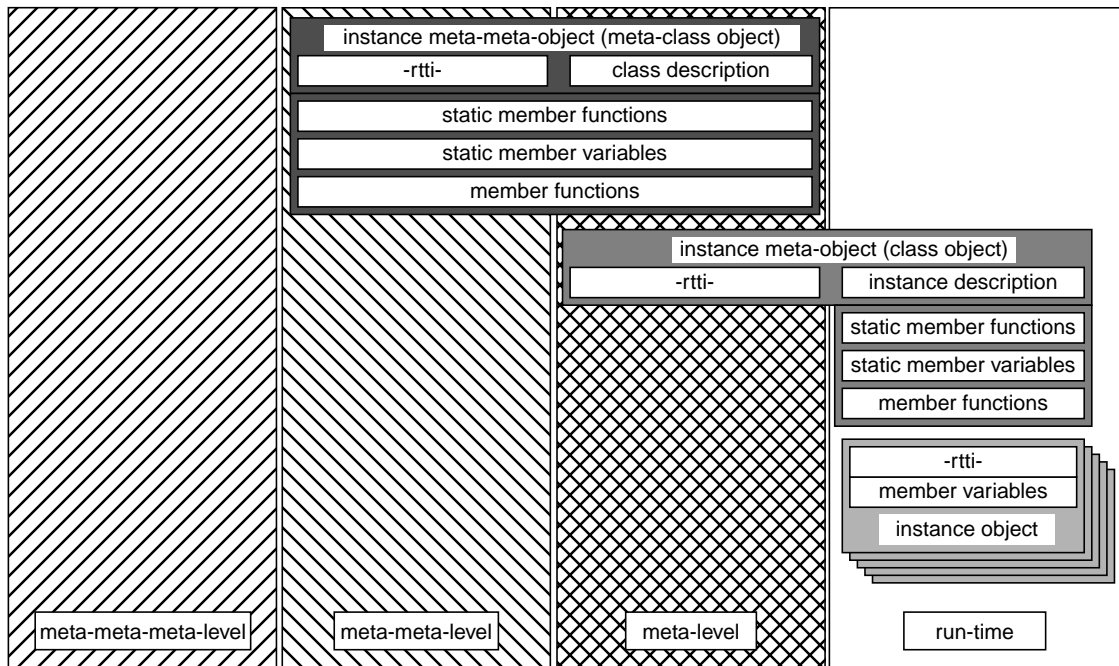 instance meta-meta-object (meta-class object)
-rtti-
class description
static member functions
static member variables
member functions
instance meta-object (class object)
-rtti-
instance description
static member functions
static member variables
member functions
-rtti-
member variables
instance object
meta-meta-meta-level
meta-meta-level
meta-level
run-time